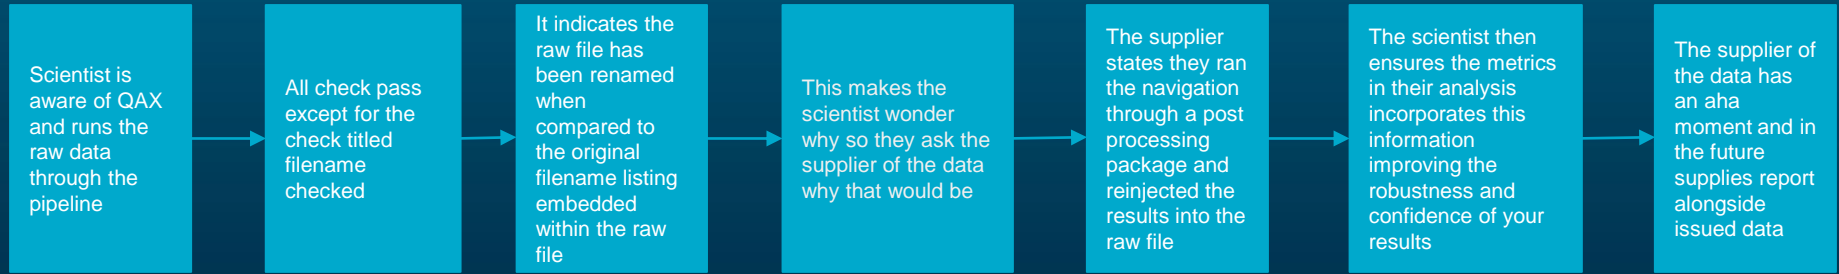 Scientist is
aware of QAX
and runs the
raw data
through the
pipeline
All check pass
except for the
check titled
filename
checked
It indicates the
raw file has
been renamed
when
compared to
the original
filename listing
embedded
within the raw
file
This makes the
scientist wonder
why so they ask the
supplier of the data
why that would be
The supplier
states they ran
the navigation
through a post
processing
package and
reinjected the
results into the
raw file
The scientist then
ensures the metrics
in their analysis
incorporates this
information
improving the
robustness and
confidence of your
results
The supplier of
the data has
an aha
moment and in
the future
supplies report
alongside
issued data